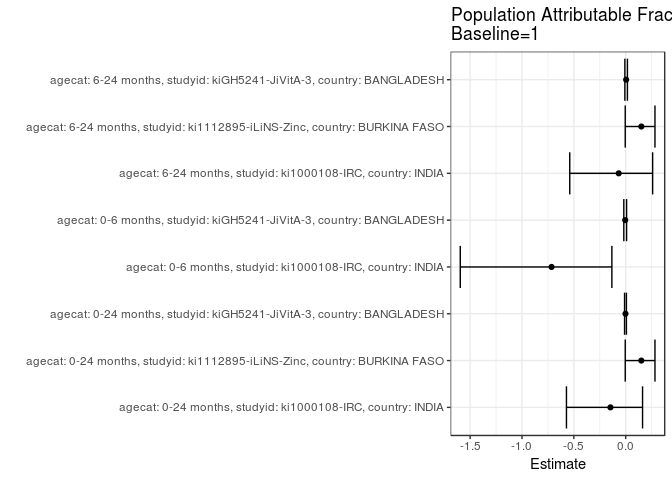 Population Attributable Frac
Baseline=1
agecat: 6-24 months, studyid: kiGH5241-JiVitA-3, country: BANGLADESH
agecat: 6-24 months, studyid: ki1112895-iLiNS-Zinc, country: BURKINA FASO
agecat: 6-24 months, studyid: ki1000108-IRC, country: INDIA
agecat: 0-6 months, studyid: kiGH5241-JiVitA-3, country: BANGLADESH
agecat: 0-6 months, studyid: ki1000108-IRC, country: INDIA
agecat: 0-24 months, studyid: kiGH5241-JiVitA-3, country: BANGLADESH
agecat: 0-24 months, studyid: ki1112895-iLiNS-Zinc, country: BURKINA FASO
agecat: 0-24 months, studyid: ki1000108-IRC, country: INDIA
-1.5 -1.0 -0.5 0.0
Estimate